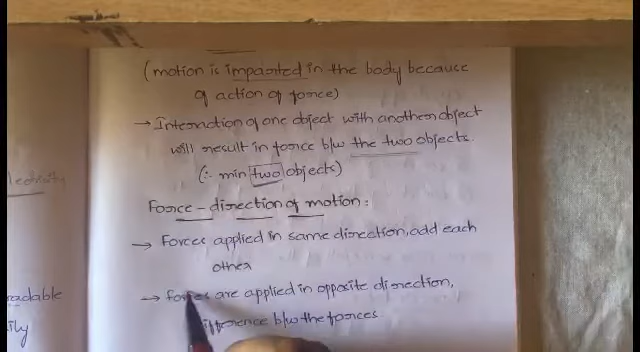 (motion is imparted in the body because
of action of force)
→ Interaction of one object with another object
will result in force b/w the two objects.
(∴ min two objects)
Force - direction of motion:
→ Forces applied in same direction, add each
other
→ Forces are applied in opposite direction,
difference b/w the forces.